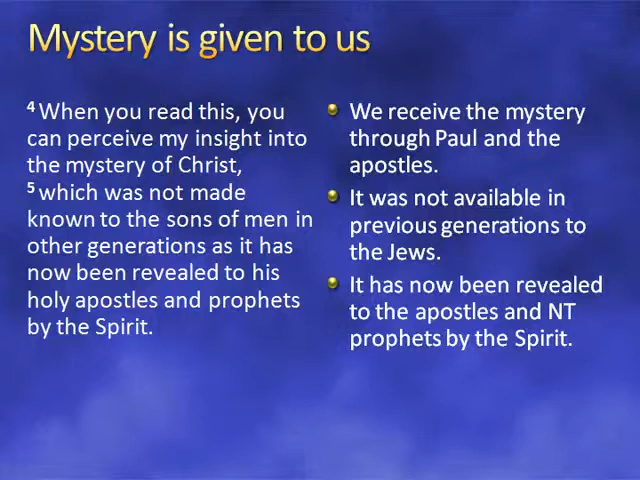 Mystery is given to us
4 When you read this, you
can perceive my insight into
the mystery of Christ,
5 which was not made
known to the sons of men in
other generations as it has
now been revealed to his
holy apostles and prophets
by the Spirit.
We receive the mystery
through Paul and the
apostles.
It was not available in
previous generations to
the Jews.
It has now been revealed
to the apostles and NT
prophets by the Spirit.